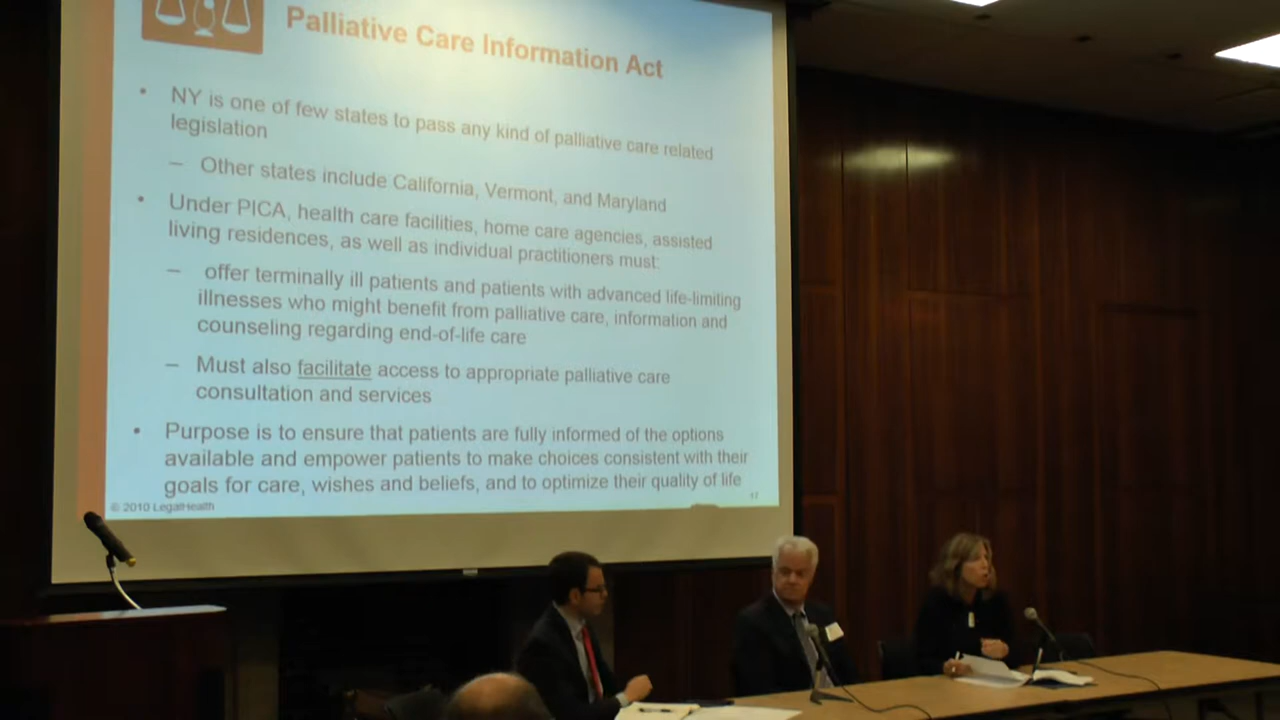 Palliative Care Information Act
• NY is one of few states to pass any kind of palliative care related
legislation
– Other states include California, Vermont, and Maryland
• Under PICA, health care facilities, home care agencies, assisted
living residences, as well as individual practitioners must:
– offer terminally ill patients and patients with advanced life-limiting
illnesses who might benefit from palliative care, information and
counseling regarding end-of-life care
– Must also facilitate access to appropriate palliative care
consultation and services
• Purpose is to ensure that patients are fully informed of the options
available and empower patients to make choices consistent with their
goals for care, wishes and beliefs, and to optimize their quality of life
© 2010 LegalHealth
17